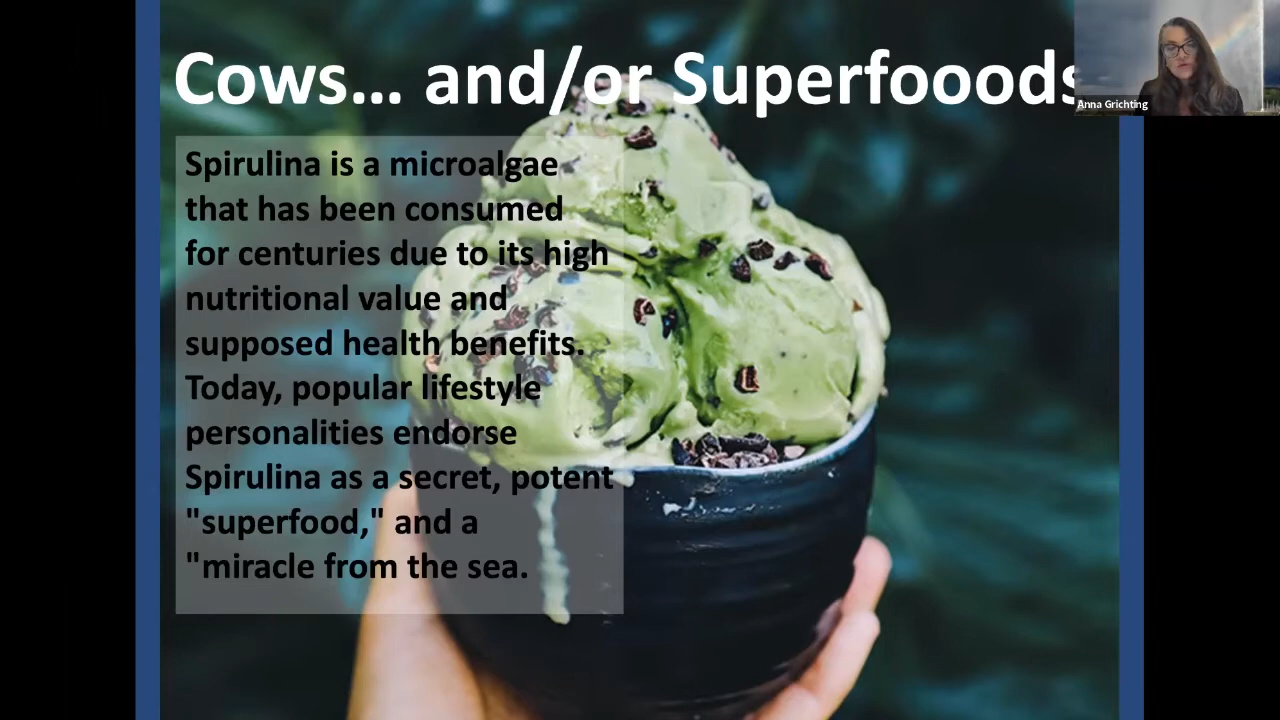 Cows... and/or Superfooods
Anna Grichting
Spirulina is a microalgae
that has been consumed
for centuries due to its high
nutritional value and
supposed health benefits.
Today, popular lifestyle
personalities endorse
Spirulina as a secret, potent
"superfood," and a
"miracle from the sea.